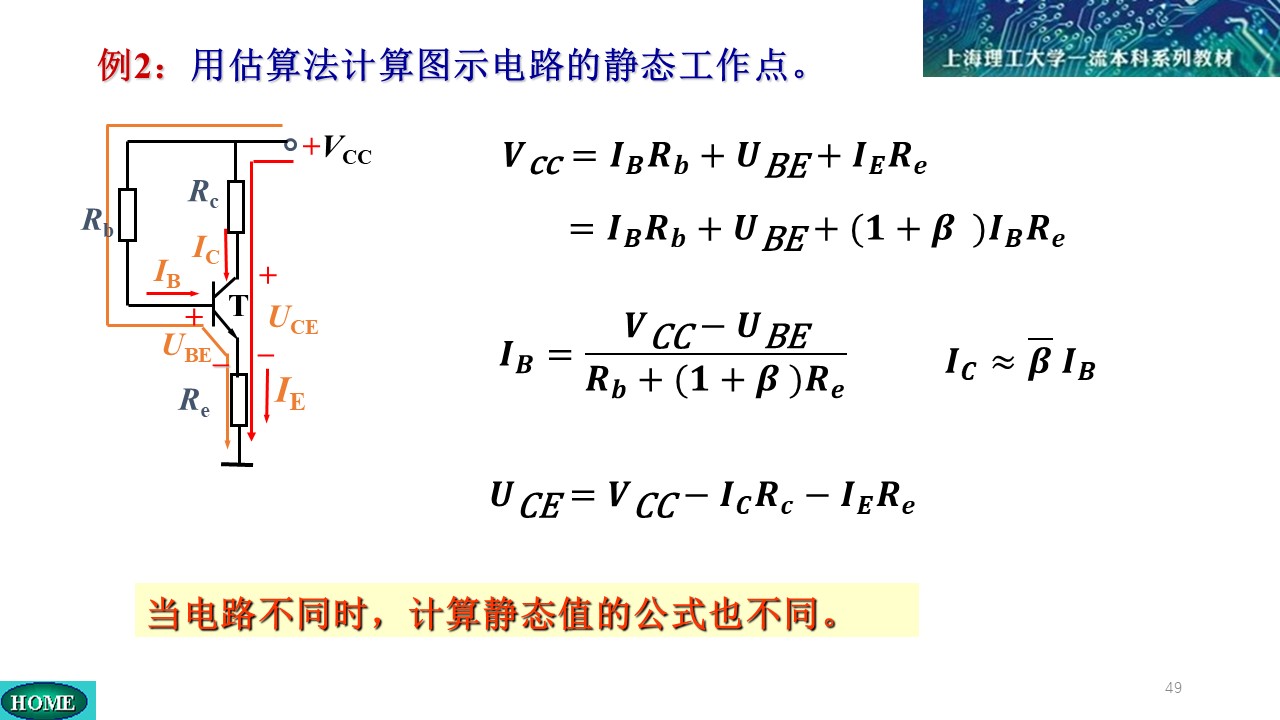 例2：用估算法计算图示电路的静态工作点。
上海理工大学一流本科系列教材
+VCC
Rc
Rb
IC
IB
+
T
+
UCE
UBE
−
−
Re
IE
VCC = IBRb + UBE + IERe
= IBRb + UBE + (1 + β )IBRe
IB = (VCC − UBE) / (Rb + (1 + β )Re)
IC ≈ β̅ IB
UCE = VCC − ICRc − IERe
当电路不同时，计算静态值的公式也不同。
HOME
49